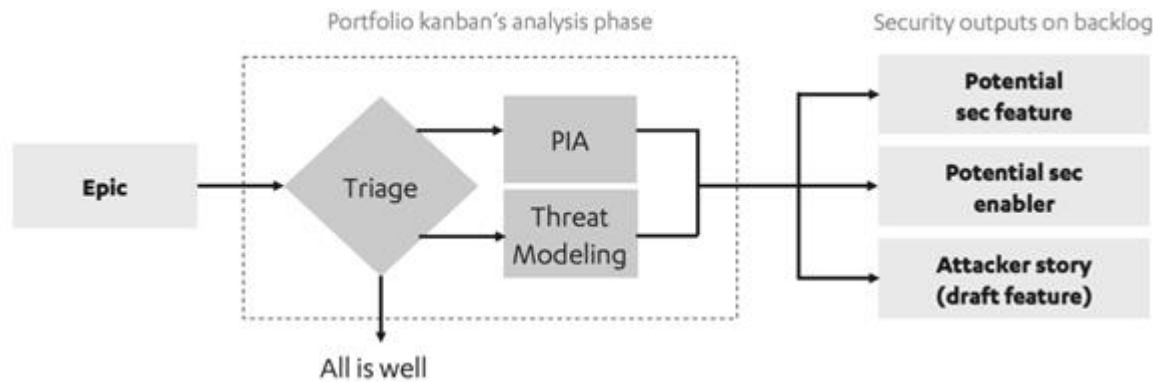 Portfolio kanban's analysis phase
Security outputs on backlog
Epic
Triage
PIA
Threat
Modeling
All is well
Potential
sec feature
Potential sec
enabler
Attacker story
(draft feature)